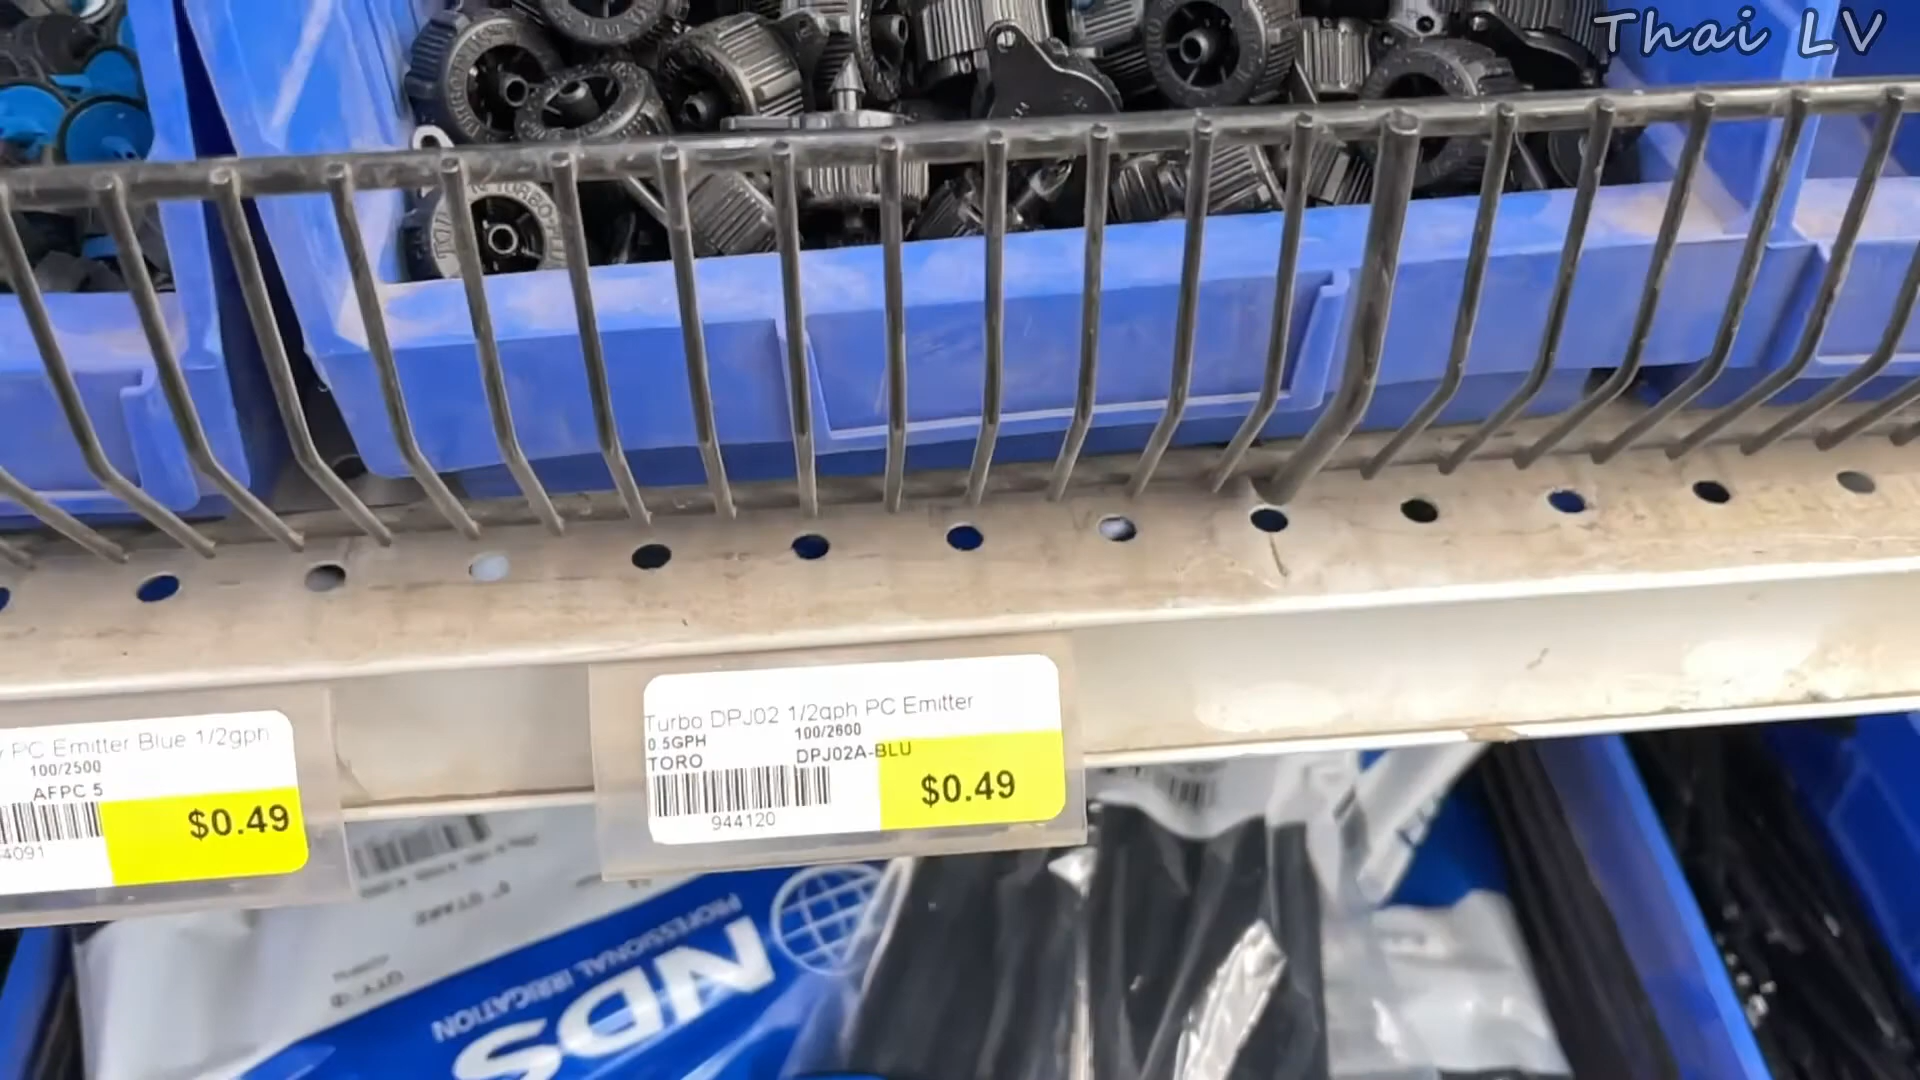 Thai LV
PC Emitter Blue 1/2gph
100/2500
AFPC 5
$0.49
4091
Turbo DPJ02 1/2gph PC Emitter
0.5GPH 100/2600
TORO DPJ02A-BLU
$0.49
944120
NDS
PROFESSIONAL IRRIGATION